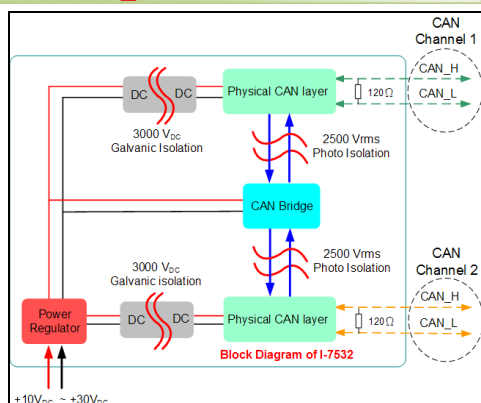 CAN
Channel 1
CAN_H
CAN_L
120Ω
DC DC
Physical CAN layer
3000 VDC
Galvanic Isolation
2500 Vrms
Photo Isolation
CAN Bridge
3000 VDC
Galvanic isolation
2500 Vrms
Photo Isolation
CAN
Channel 2
CAN_H
CAN_L
120Ω
Power
Regulator
DC DC
Physical CAN layer
Block Diagram of I-7532
+10VDC ~ +30VDC